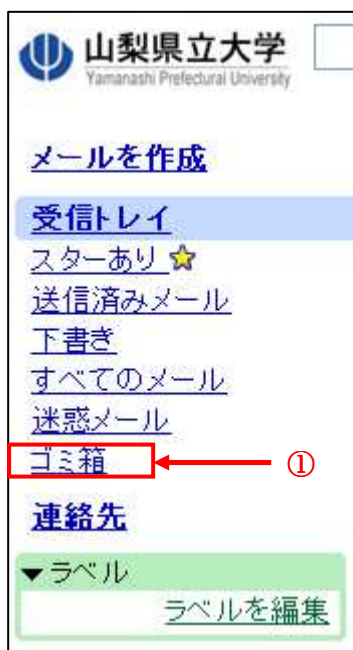 山梨県立大学
Yamanashi Prefectural University
メールを作成
受信トレイ
スターあり
送信済みメール
下書き
すべてのメール
迷惑メール
ゴミ箱
①
連絡先
▼ラベル
ラベルを編集